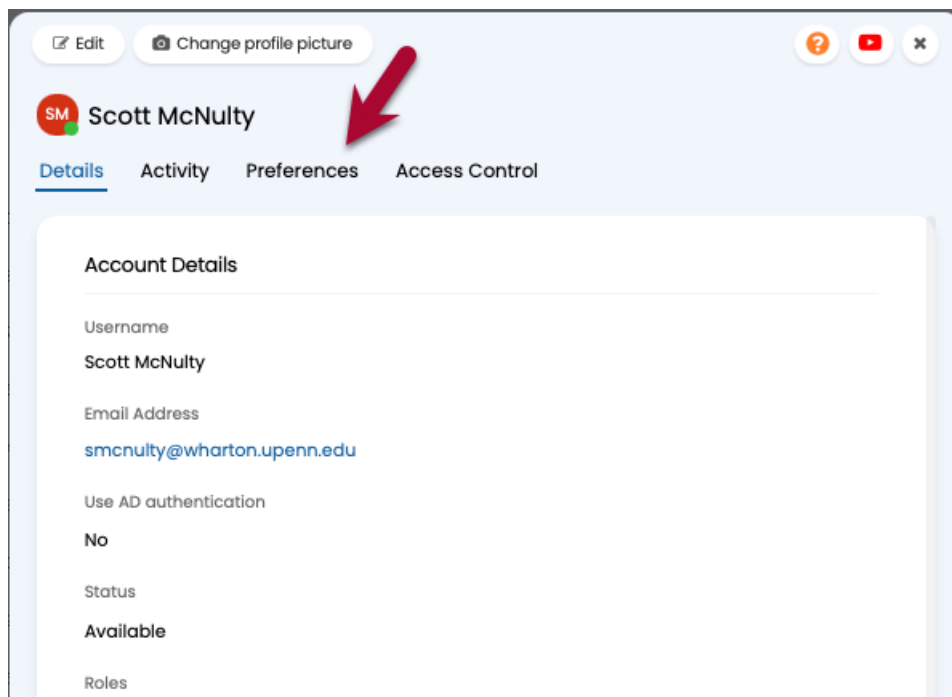 Edit Change profile picture ?
SM Scott McNulty
Details Activity Preferences Access Control
Account Details
Username
Scott McNulty
Email Address
smcnulty@wharton.upenn.edu
Use AD authentication
No
Status
Available
Roles